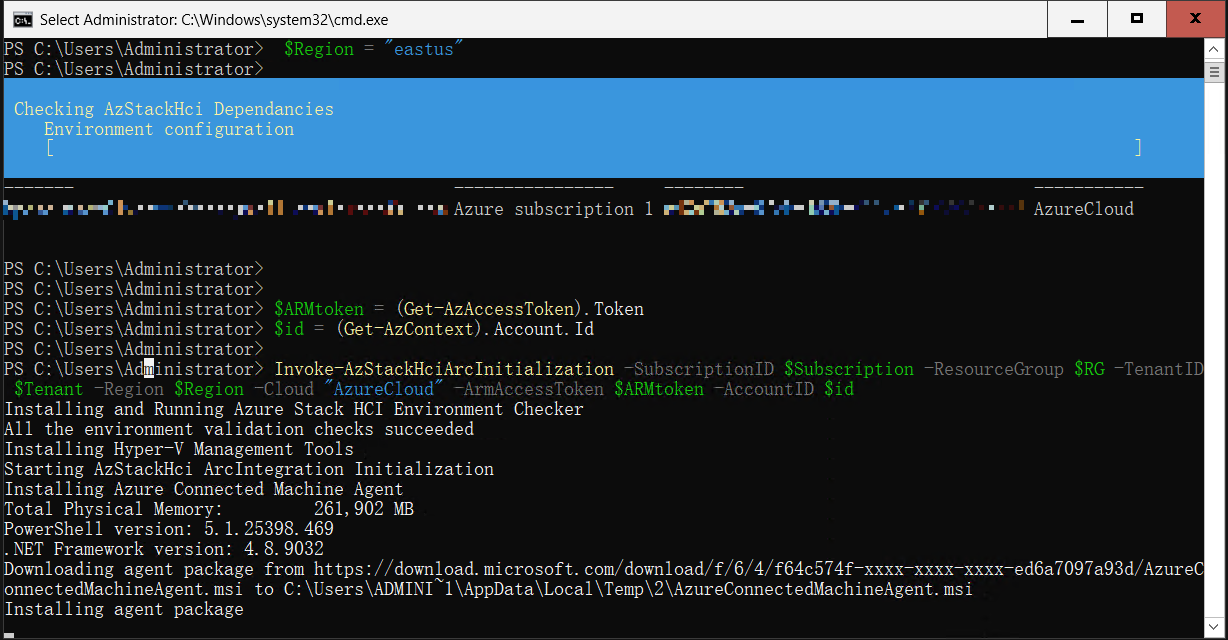 Select Administrator: C:\Windows\system32\cmd.exe
PS C:\Users\Administrator>  $Region = "eastus"
PS C:\Users\Administrator>
Checking AzStackHci Dependancies
Environment configuration
[ ]
------- ---------------- -------- -----------
Azure subscription 1 AzureCloud
PS C:\Users\Administrator>
PS C:\Users\Administrator>
PS C:\Users\Administrator> $ARMtoken = (Get-AzAccessToken).Token
PS C:\Users\Administrator> $id = (Get-AzContext).Account.Id
PS C:\Users\Administrator>
PS C:\Users\Administrator> Invoke-AzStackHciArcInitialization -SubscriptionID $Subscription -ResourceGroup $RG -TenantID
$Tenant -Region $Region -Cloud "AzureCloud" -ArmAccessToken $ARMtoken -AccountID $id
Installing and Running Azure Stack HCI Environment Checker
All the environment validation checks succeeded
Installing Hyper-V Management Tools
Starting AzStackHci ArcIntegration Initialization
Installing Azure Connected Machine Agent
Total Physical Memory:         261,902 MB
PowerShell version: 5.1.25398.469
.NET Framework version: 4.8.9032
Downloading agent package from https://download.microsoft.com/download/f/6/4/f64c574f-xxxx-xxxx-xxxx-ed6a7097a93d/AzureC
onnectedMachineAgent.msi to C:\Users\ADMINI~1\AppData\Local\Temp\2\AzureConnectedMachineAgent.msi
Installing agent package